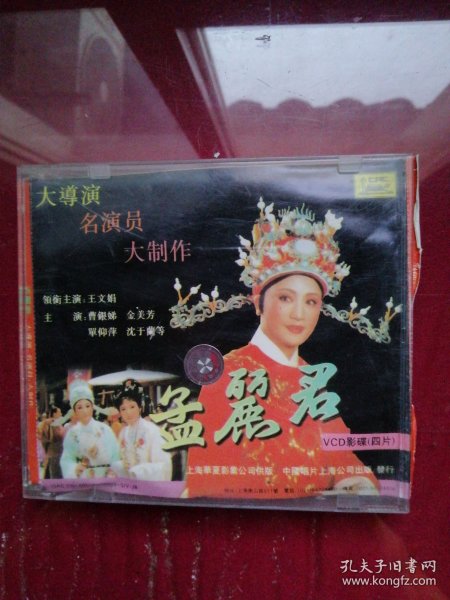 大導演
名演员
大制作
領銜主演:王文娟
主 演:曹銀娣 金美芳
單仰萍 沈于蘭等
孟麗君
VCD影碟(四片)
上海華夏影業公司供版 中國唱片上海公司出版 發行
孔夫子旧书网
www.kongfz.com